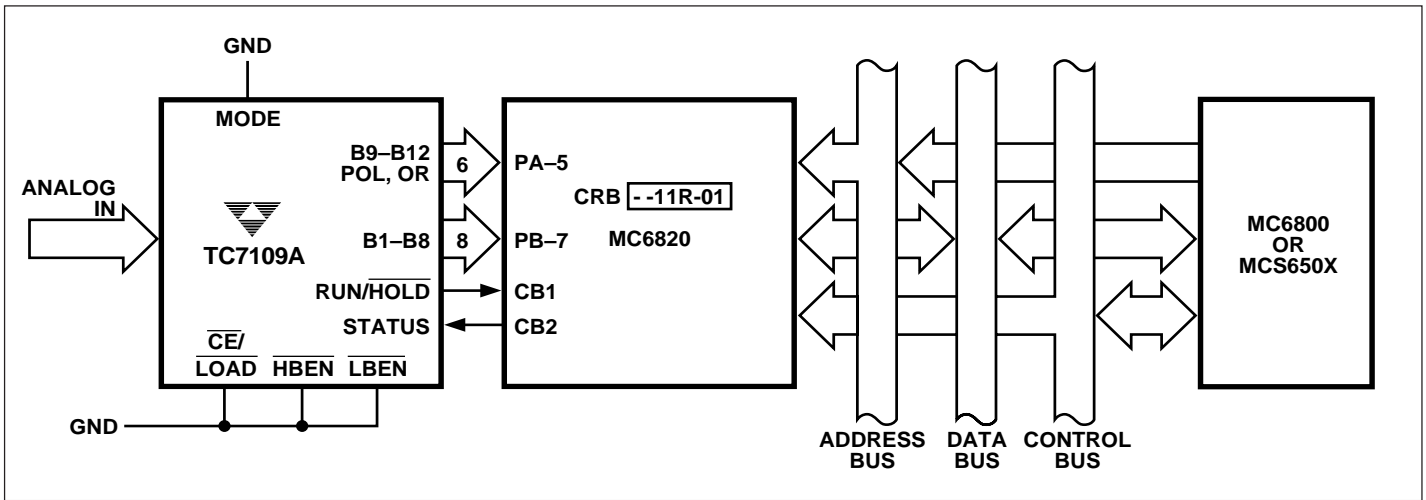 GND
MODE
B9–B12
POL, OR
6
PA–5
ANALOG
IN
CRB - -11R-01
MC6820
TC7109A
B1–B8
8
PB–7
RUN/HOLD
CB1
STATUS
CB2
CE/
LOAD
HBEN
LBEN
GND
MC6800
OR
MCS650X
ADDRESS
BUS
DATA
BUS
CONTROL
BUS